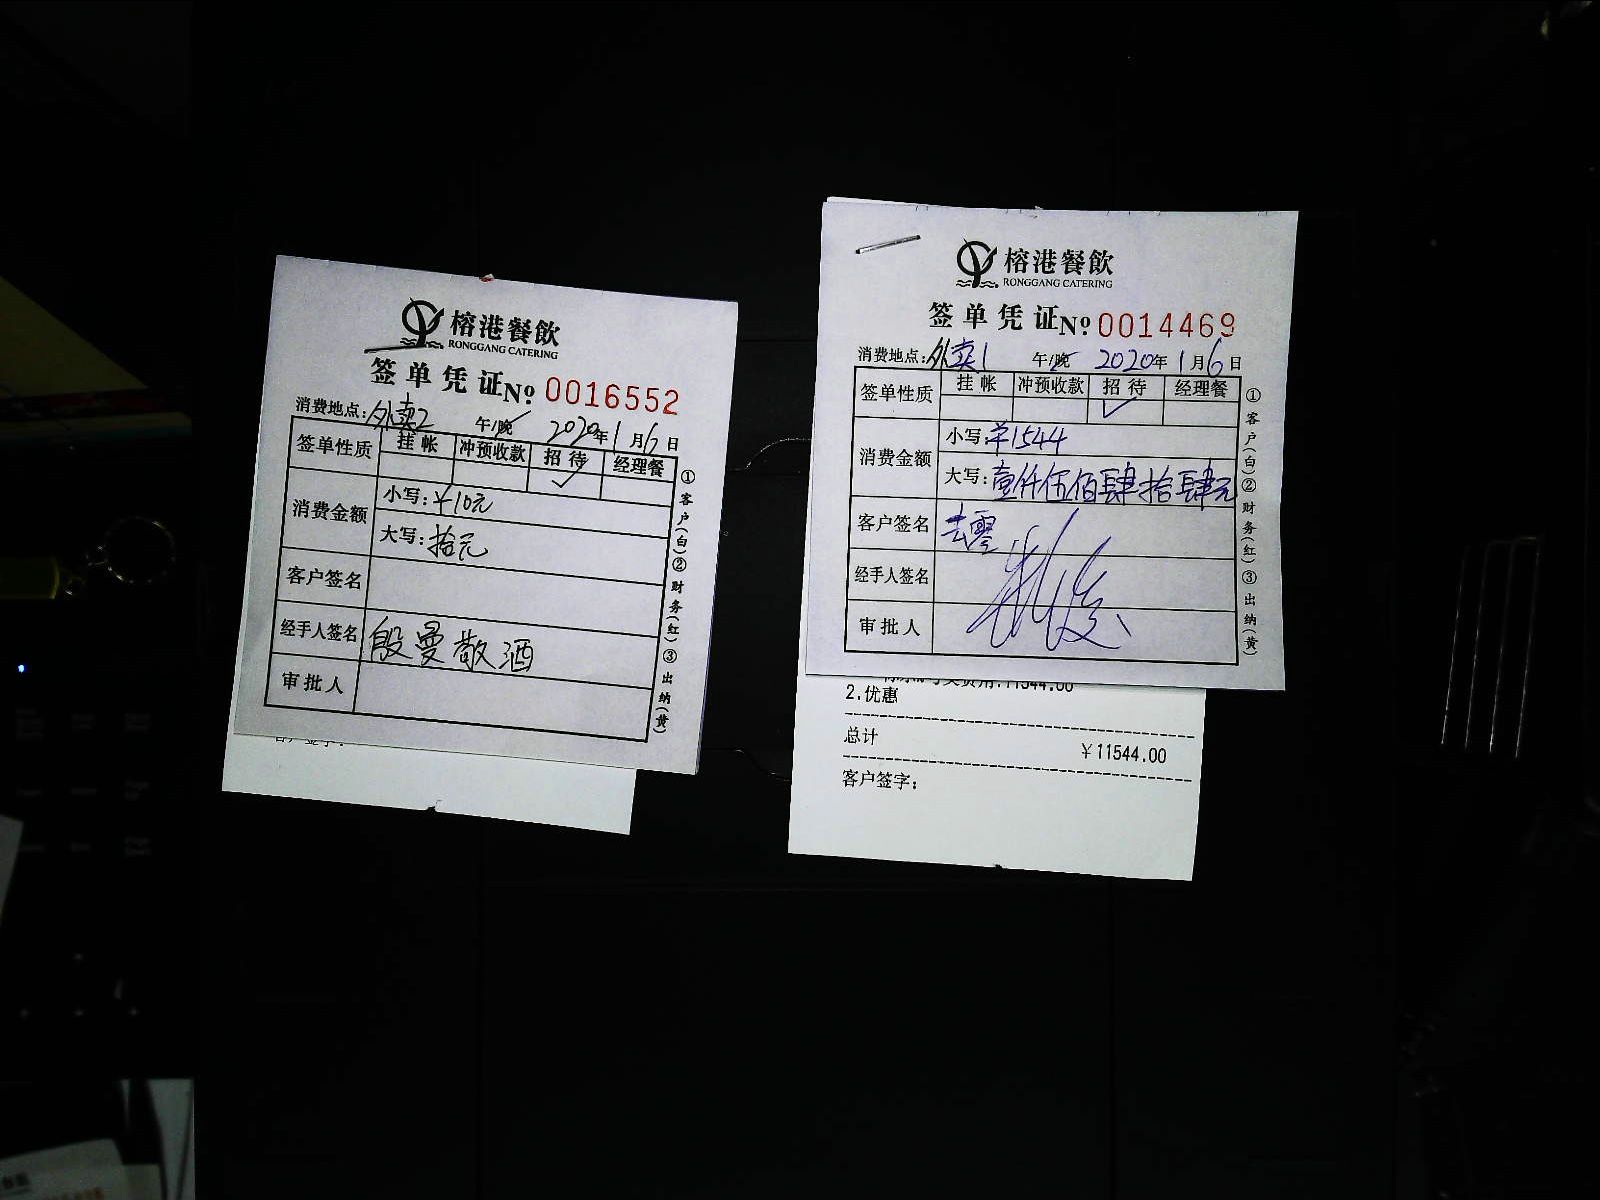 榕港餐飲
RONGGANG CATERING
签单凭证 No 0016552
消费地点: 外卖2 午/晚 2020年1月6日
签单性质 挂帐 冲预收款 招待 经理餐
✓
消费金额
小写: ¥10元
大写: 拾元
客户签名
经手人签名 殷曼敬酒
审批人
①客户(白)②财务(红)③出纳(黄)
榕港餐飲
RONGGANG CATERING
签单凭证 No 0014469
消费地点: 外卖1 午/晚 2020年1月6日
签单性质 挂帐 冲预收款 招待 经理餐
✓
消费金额
小写: ¥1544
大写: 壹仟伍佰肆拾肆元
客户签名 去零
经手人签名
审批人
①客户(白)②财务(红)③出纳(黄)
2.优惠
总计
¥11544.00
客户签字: